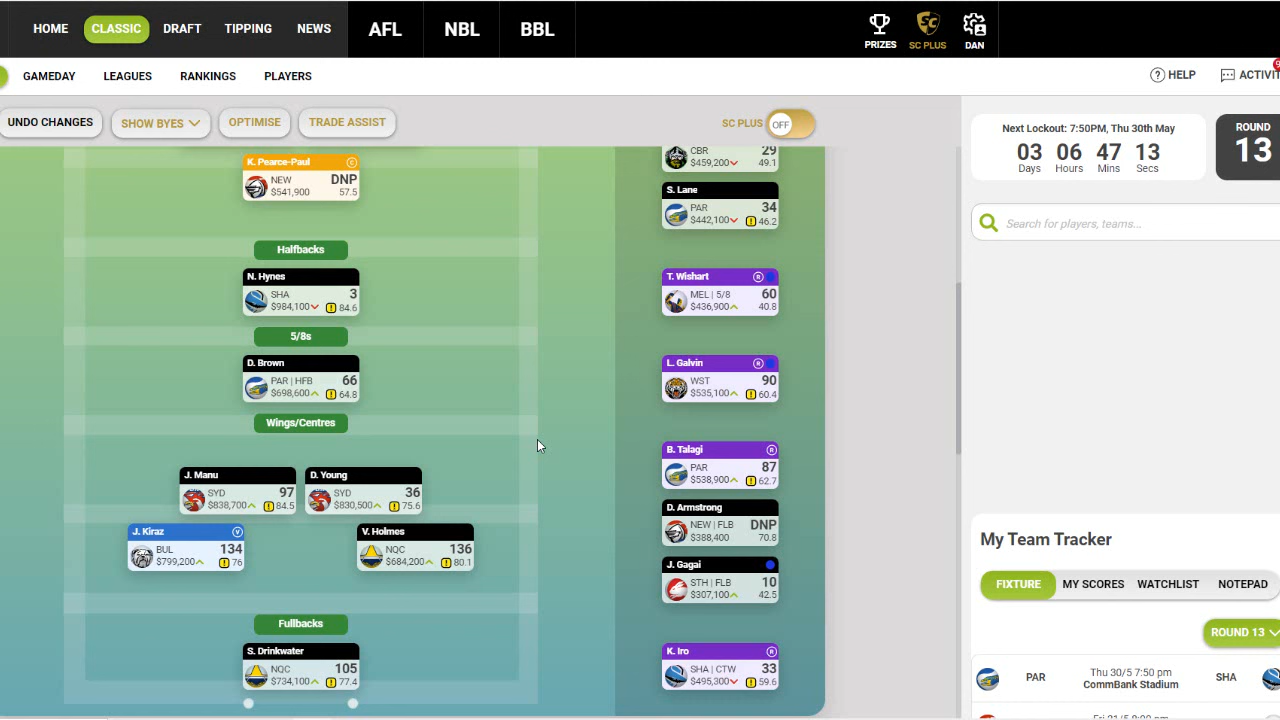 HOME CLASSIC DRAFT TIPPING NEWS AFL NBL BBL PRIZES SC PLUS DAN
GAMEDAY LEAGUES RANKINGS PLAYERS HELP ACTIVIT
UNDO CHANGES SHOW BYES OPTIMISE TRADE ASSIST SC PLUS OFF
Next Lockout: 7:50PM, Thu 30th May
03 06 47 13
Days Hours Mins Secs
ROUND
13
Search for players, teams...
K. Pearce-Paul C
NEW DNP
$541,900 57.5
CBR 29
$459,200 49.1
S. Lane
PAR 34
$442,100 46.2
Halfbacks
N. Hynes
SHA 3
$984,100 84.6
T. Wishart R
MEL | 5/8 60
$436,900 40.8
5/8s
D. Brown
PAR | HFB 66
$698,600 64.8
L. Galvin R
WST 90
$535,100 60.4
Wings/Centres
J. Manu
SYD 97
$838,700 84.5
D. Young
SYD 36
$830,500 75.6
J. Kiraz V
BUL 134
$799,200 76
V. Holmes
NQC 136
$684,200 80.1
B. Talagi R
PAR 87
$538,900 62.7
D. Armstrong
NEW | FLB DNP
$388,400 70.8
J. Gagai
STH | FLB 10
$307,100 42.5
Fullbacks
S. Drinkwater
NQC 105
$734,100 77.4
K. Iro R
SHA | CTW 33
$495,300 59.6
My Team Tracker
FIXTURE MY SCORES WATCHLIST NOTEPAD
ROUND 13
PAR Thu 30/5 7:50 pm SHA
CommBank Stadium